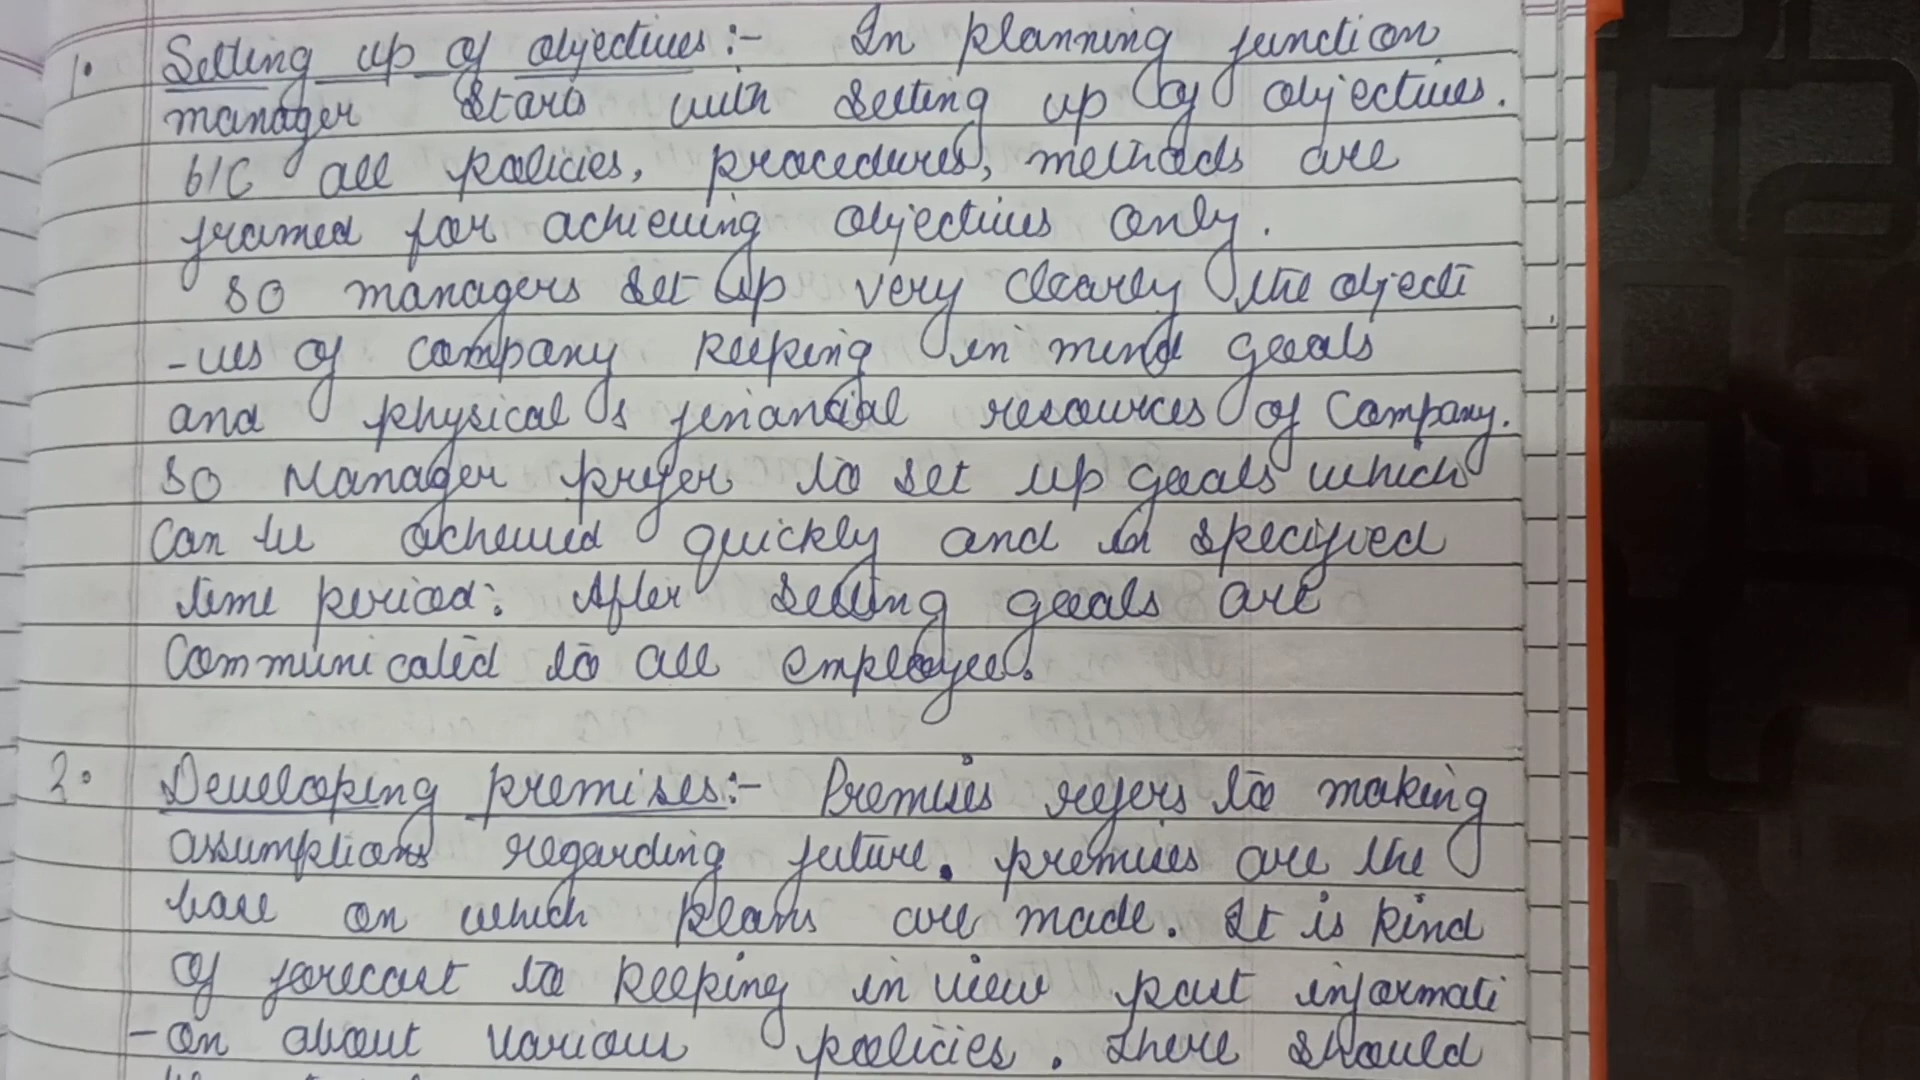 1. Setting up of objectives :- In planning function
manager stars with setting up of objectives.
b/c all policies, procedures, methods are
framed for achieving objectives only.
so managers set up very clearly the objecti
-ves of company keeping in mind goals
and physical & financial resources of Company.
so Manager prefer to set up goals which
can be acheived quickly and in specified
time period. After setting goals are
communicated to all employees.
2. Developing premises :- Premises refers to making
assumptions regarding future. premises are the
base on which plans are made. It is kind
of forecast to keeping in view past informati
-on about various policies. There should